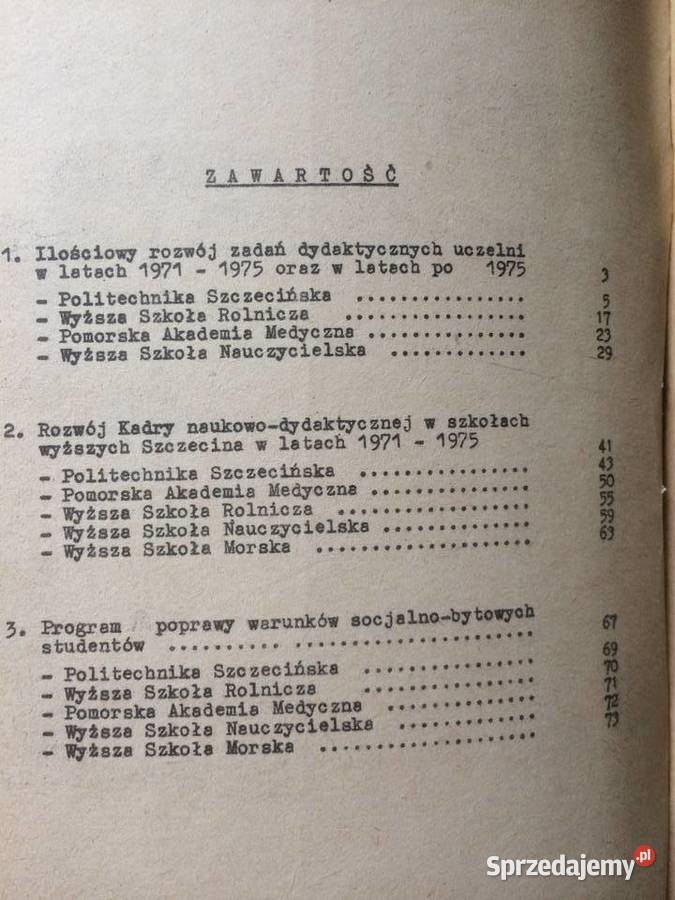 ZAWARTOŚĆ
1. Ilościowy rozwój zadań dydaktycznych uczelni
w latach 1971 - 1975 oraz w latach po 1975 3
- Politechnika Szczecińska ................ 5
- Wyższa Szkoła Rolnicza ................ 17
- Pomorska Akademia Medyczna ............... 23
- Wyższa Szkoła Nauczycielska ............. 29
2. Rozwój Kadry naukowo-dydaktycznej w szkołach
wyższych Szczecina w latach 1971 - 1975 41
- Politechnika Szczecińska ................ 43
- Pomorska Akademia Medyczna ............... 50
- Wyższa Szkoła Rolnicza .................. 55
- Wyższa Szkoła Nauczycielska .............. 59
- Wyższa Szkoła Morska .................... 63
3. Program poprawy warunków socjalno-bytowych
studentów .......... ....................... 67
- Politechnika Szczecińska ................ 69
- Wyższa Szkoła Rolnicza ................ 70
- Pomorska Akademia Medyczna .............. 71
- Wyższa Szkoła Nauczycielska ............. 72
- Wyższa Szkoła Morska .................... 73
Sprzedajemy.pl